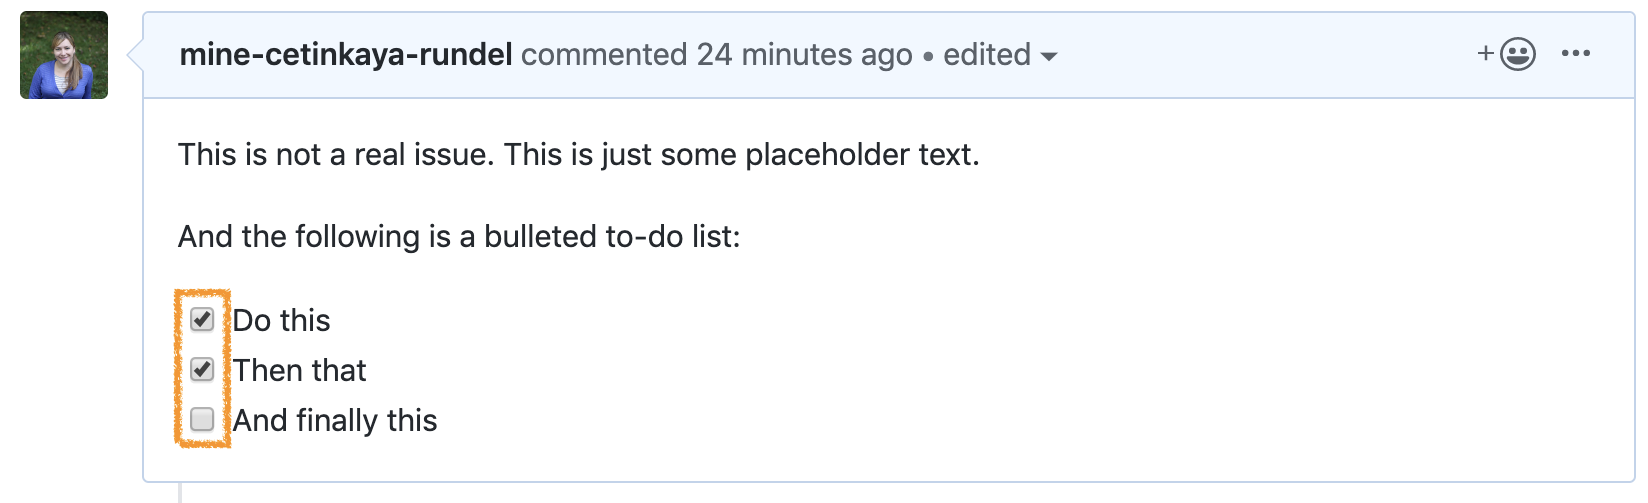 mine-cetinkaya-rundel commented 24 minutes ago • edited
This is not a real issue. This is just some placeholder text.
And the following is a bulleted to-do list:
Do this
Then that
And finally this